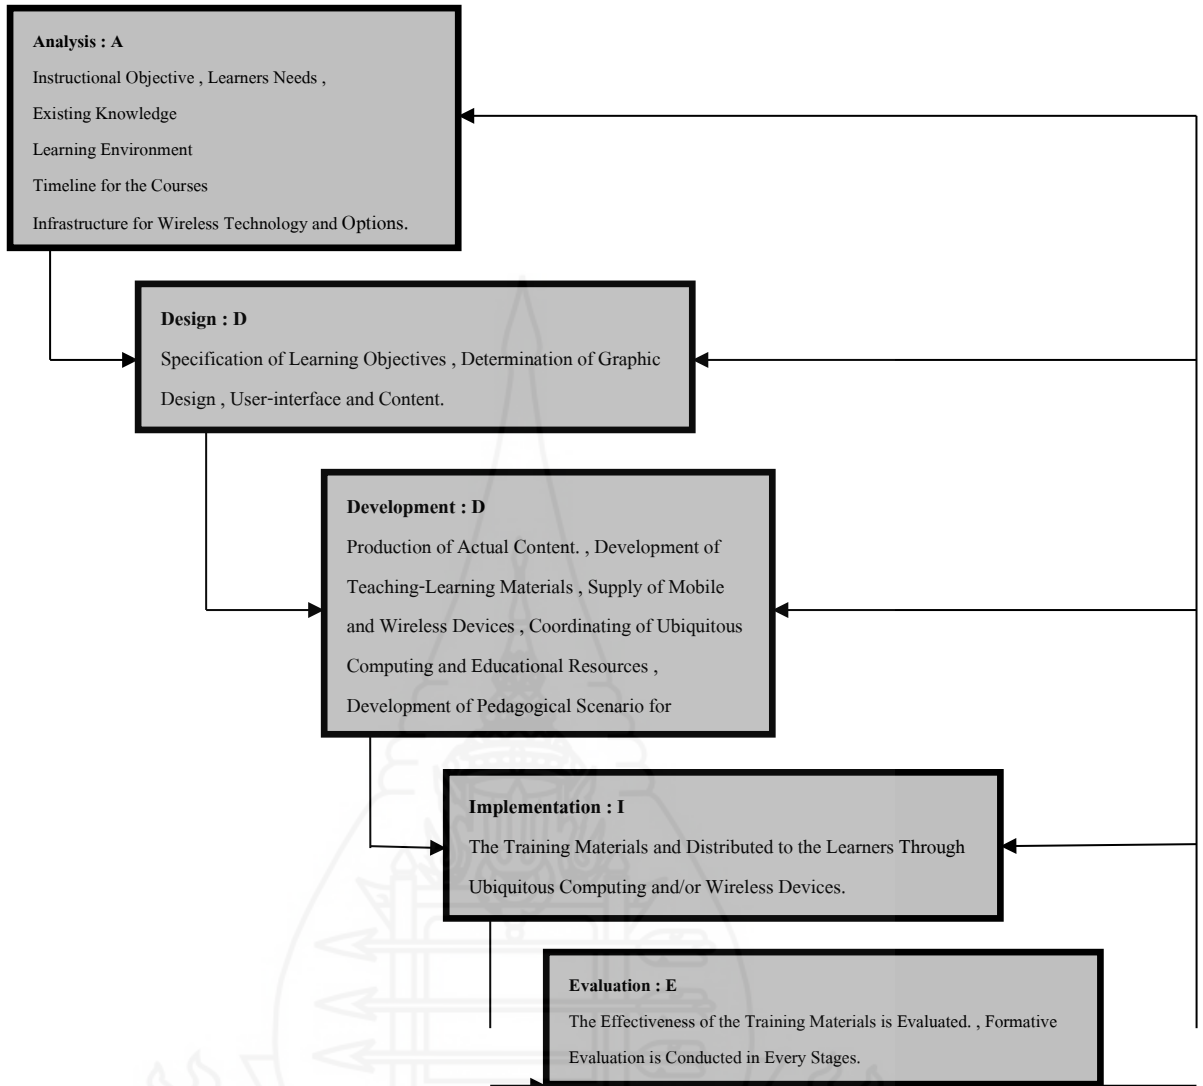 Analysis : A
Instructional Objective , Learners Needs ,
Existing Knowledge
Learning Environment
Timeline for the Courses
Infrastructure for Wireless Technology and Options.
Design : D
Specification of Learning Objectives , Determination of Graphic
Design , User-interface and Content.
Development : D
Production of Actual Content. , Development of
Teaching-Learning Materials , Supply of Mobile
and Wireless Devices , Coordinating of Ubiquitous
Computing and Educational Resources ,
Development of Pedagogical Scenario for
Implementation : I
The Training Materials and Distributed to the Learners Through
Ubiquitous Computing and/or Wireless Devices.
Evaluation : E
The Effectiveness of the Training Materials is Evaluated. , Formative
Evaluation is Conducted in Every Stages.